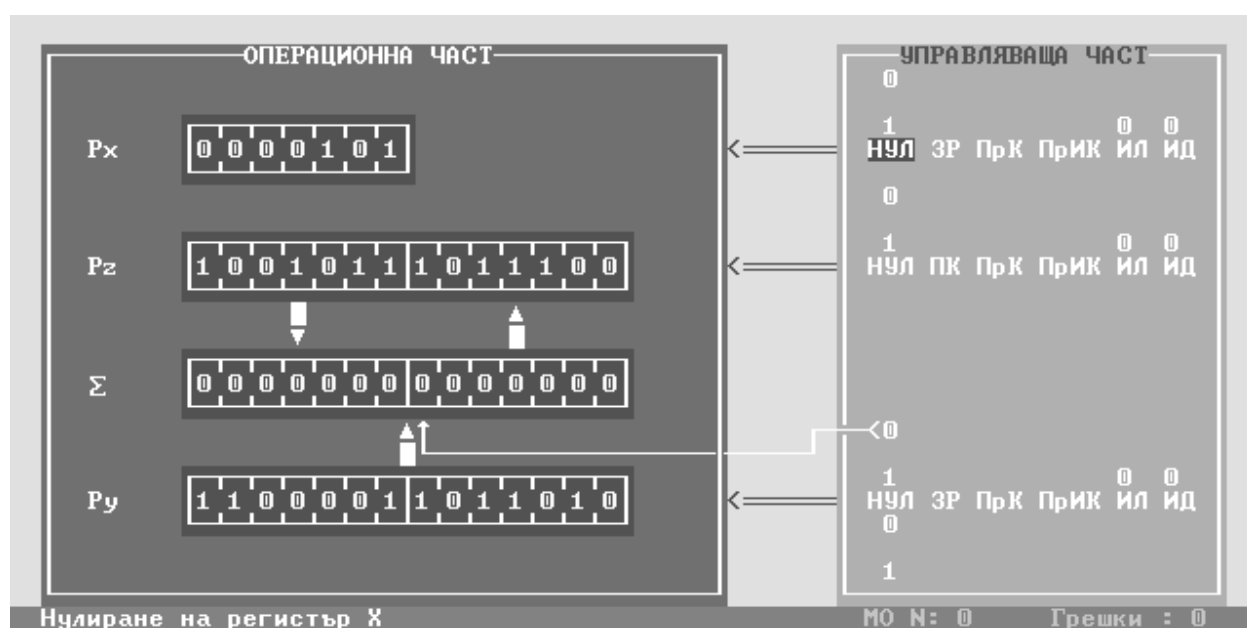 ОПЕРАЦИОННА ЧАСТ УПРАВЛЯВАЩА ЧАСТ
0
1 0 0
Рх 0 0 0 0 1 0 1 НУЛ ЗР ПрК ПрИК ИЛ ИД
0
1 0 0
Рz 1 0 0 1 0 1 1 1 0 1 1 1 0 0 НУЛ ПК ПрК ПрИК ИЛ ИД
Σ 0 0 0 0 0 0 0 0 0 0 0 0 0 0
0
1 0 0
Ру 1 1 0 0 0 0 1 1 0 1 1 0 1 0 НУЛ ЗР ПрК ПрИК ИЛ ИД
0
1
Нулиране на регистър X МО N: 0 Грешки : 0